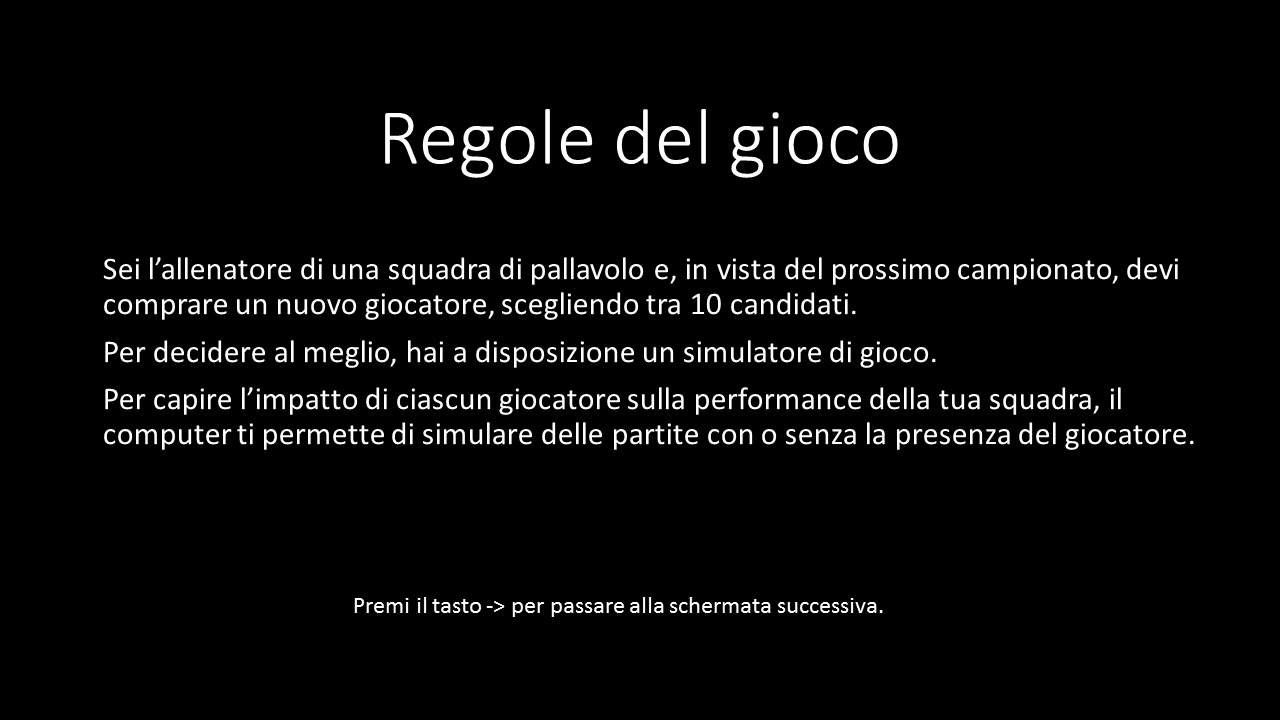 Regole del gioco
Sei l’allenatore di una squadra di pallavolo e, in vista del prossimo campionato, devi
comprare un nuovo giocatore, scegliendo tra 10 candidati.
Per decidere al meglio, hai a disposizione un simulatore di gioco.
Per capire l’impatto di ciascun giocatore sulla performance della tua squadra, il
computer ti permette di simulare delle partite con o senza la presenza del giocatore.
Premi il tasto -> per passare alla schermata successiva.